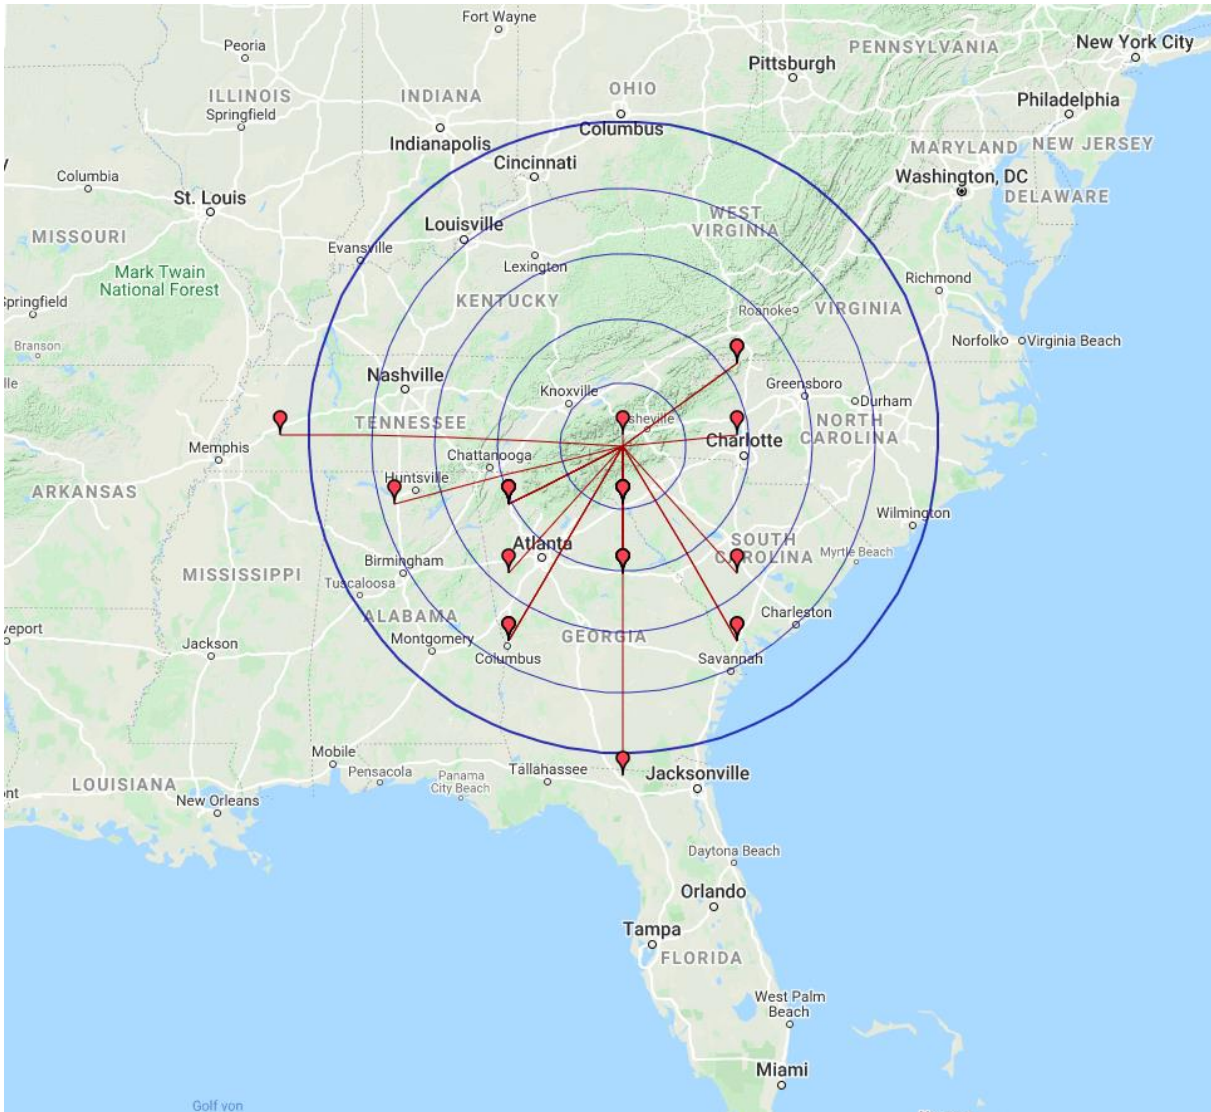 Fort Wayne
New York City
Peoria
PENNSYLVANIA
Pittsburgh
OHIO
ILLINOIS
INDIANA
Philadelphia
Springfield
Columbus
Indianapolis
MARYLAND
NEW JERSEY
Cincinnati
Columbia
Washington, DC
St. Louis
DELAWARE
WEST
VIRGINIA
Louisville
MISSOURI
Evansville
Lexington
Mark Twain
National Forest
Richmond
KENTUCKY
Springfield
Roanoke
VIRGINIA
Norfolk
Virginia Beach
Branson
Nashville
Greensboro
Knoxville
Durham
TENNESSEE
NORTH
CAROLINA
sheville
Charlotte
Memphis
Chattanooga
Huntsville
ARKANSAS
Wilmington
Atlanta
SOUTH
CAROLINA
Myrtle Beach
Birmingham
MISSISSIPPI
Tuscaloosa
Charleston
ALABAMA
veport
Montgomery
GEORGIA
Jackson
Columbus
Savannah
Mobile
Tallahassee
Jacksonville
Pensacola
Panama
City Beach
LOUISIANA
New Orleans
Daytona Beach
Orlando
Tampa
FLORIDA
West Palm
Beach
Miami
Golf von